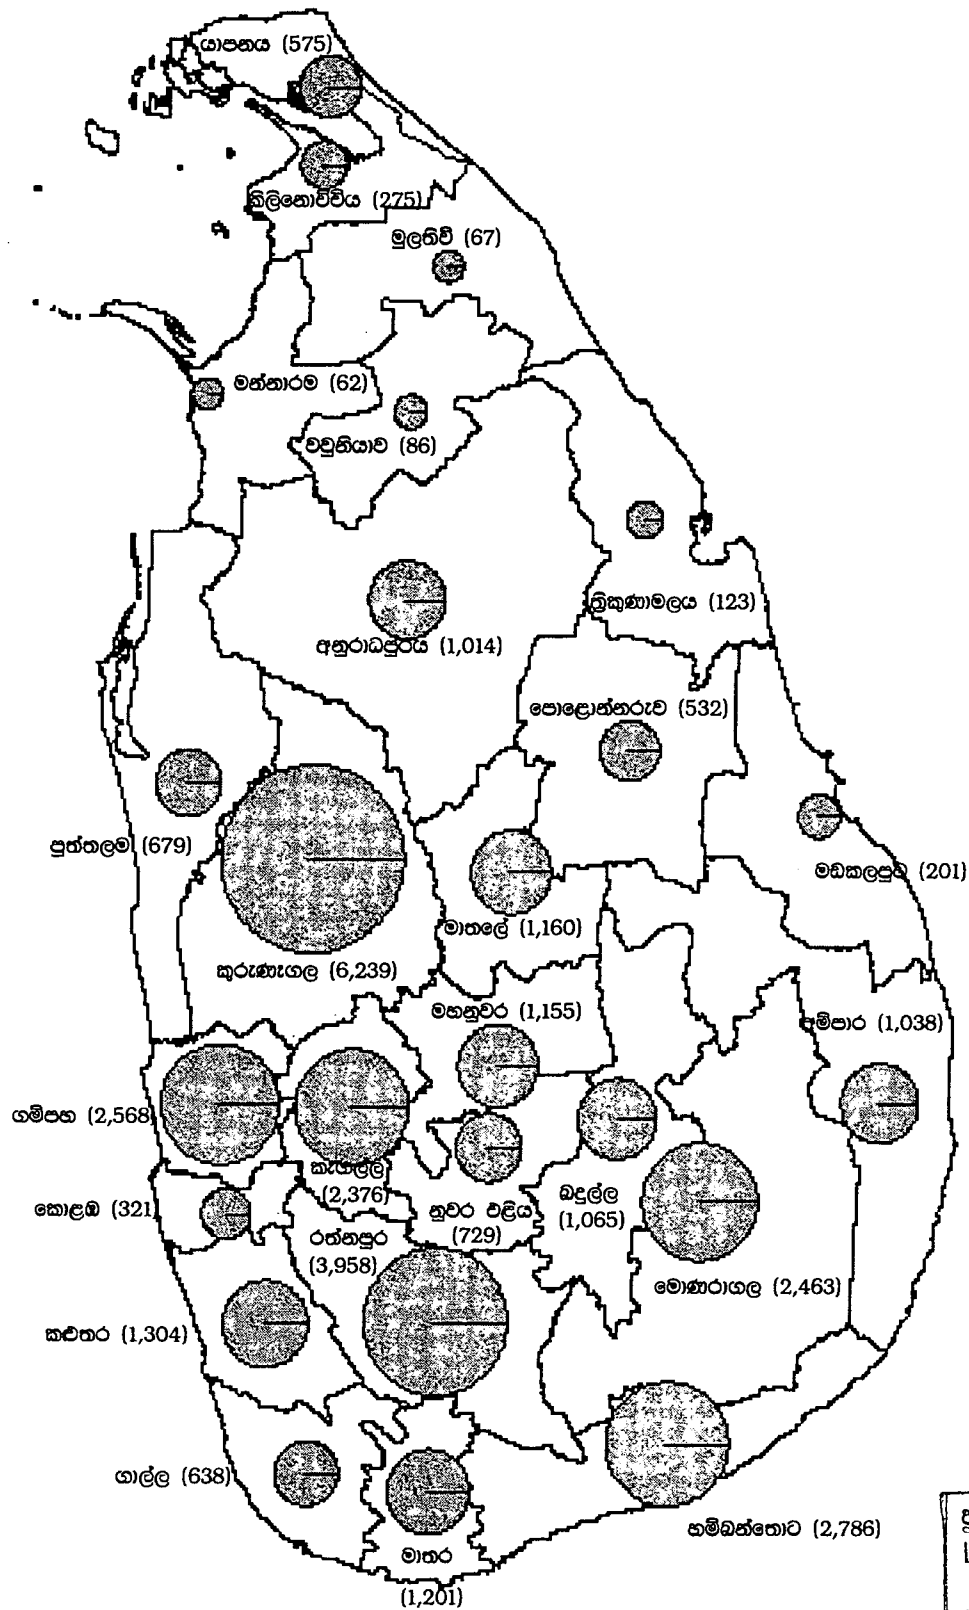 යාපනය (575)
කිලිනොච්චිය (275)
මුලතිව් (67)
මන්නාරම (62)
වවුනියාව (86)
ත්‍රිකුණාමලය (123)
අනුරාධපුරය (1,014)
පොළොන්නරුව (532)
පුත්තලම (679)
මඩකලපුව (201)
මාතලේ (1,160)
කුරුණෑගල (6,239)
මහනුවර (1,155)
අම්පාර (1,038)
ගම්පහ (2,568)
කෑගල්ල
(2,376)
නුවර එළිය
(729)
බදුල්ල
(1,065)
කොළඹ (321)
රත්නපුර
(3,958)
මොණරාගල (2,463)
කළුතර (1,304)
ගාල්ල (638)
හම්බන්තොට (2,786)
මාතර
(1,201)